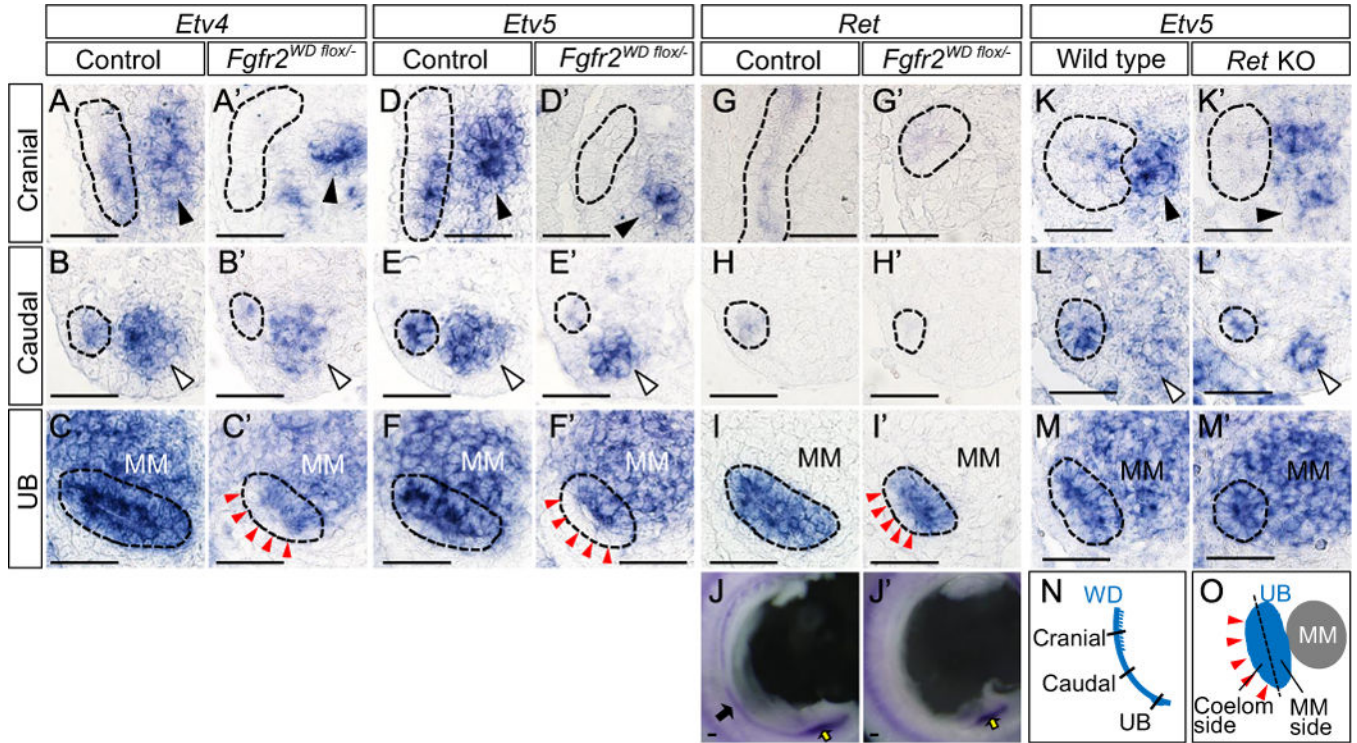 Etv4 Etv5 Ret Etv5
Control Fgfr2WD flox/- Control Fgfr2WD flox/- Control Fgfr2WD flox/- Wild type Ret KO
Cranial
A A' D D' G G' K K'
Caudal
B B' E E' H H' L L'
UB
C C' F F' I I' M M'
MM MM MM MM MM MM MM MM
J J' N O
WD
Cranial
Caudal
UB
UB
MM
Coelom side
MM side